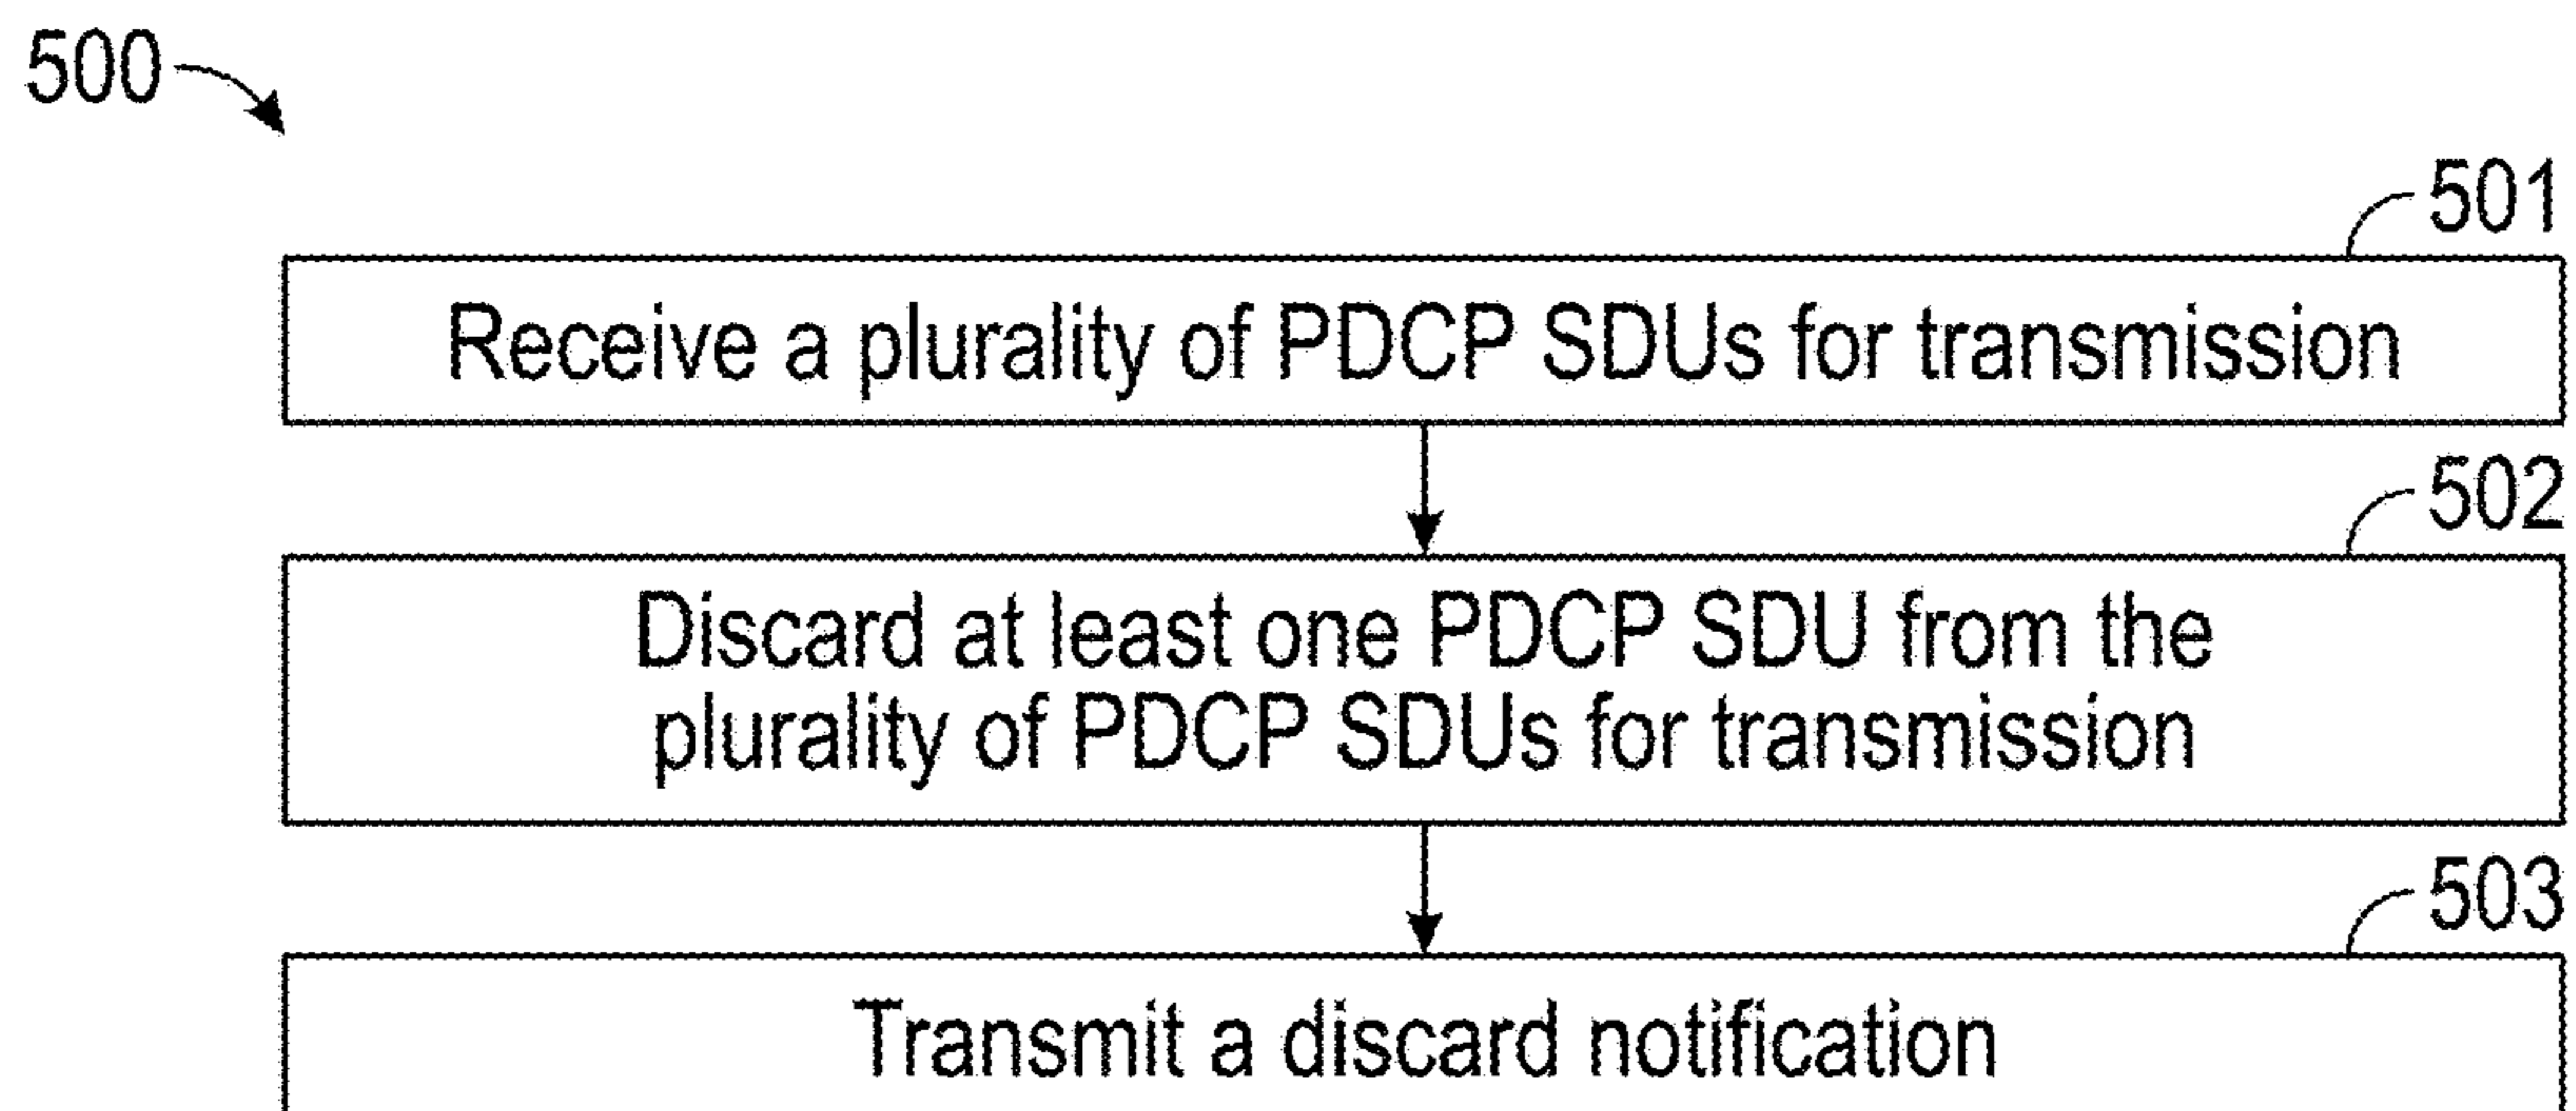 500
501
Receive a plurality of PDCP SDUs for transmission
502
Discard at least one PDCP SDU from the
plurality of PDCP SDUs for transmission
503
Transmit a discard notification